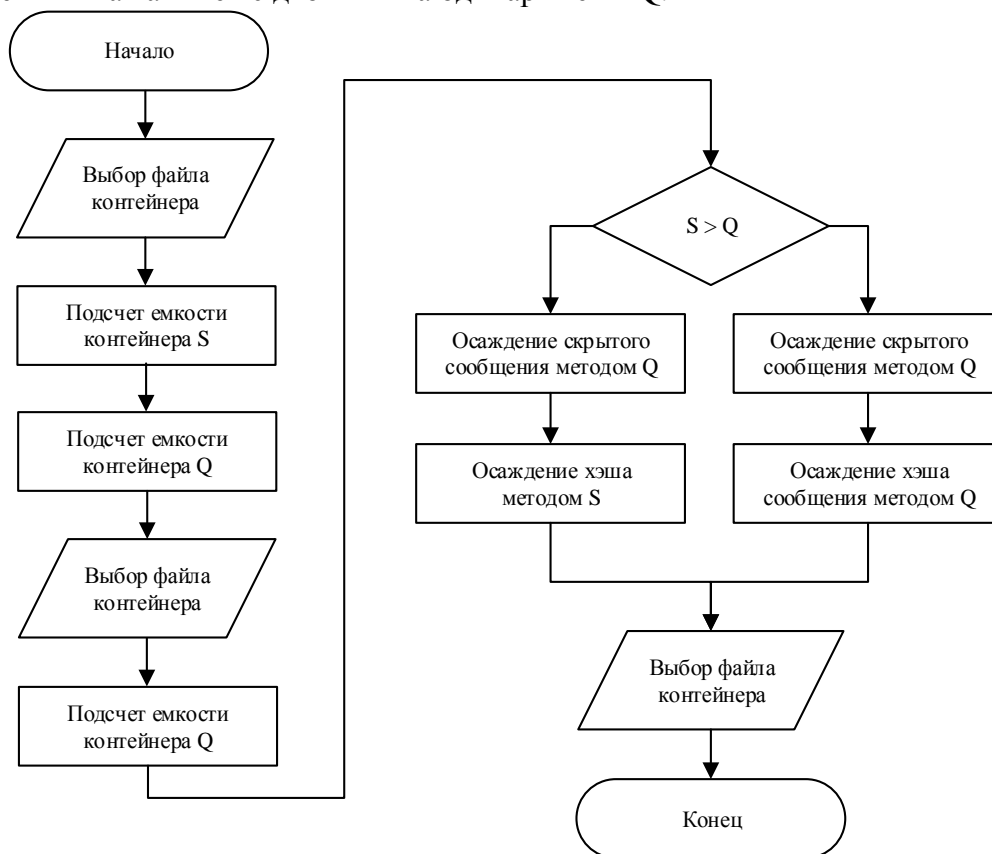 Начало
Выбор файла
контейнера
Подсчет емкости
контейнера S
Подсчет емкости
контейнера Q
Выбор файла
контейнера
Подсчет емкости
контейнера Q
S > Q
Осаждение скрытого
сообщения методом Q
Осаждение хэша
методом S
Осаждение скрытого
сообщения методом Q
Осаждение хэша
сообщения методом Q
Выбор файла
контейнера
Конец